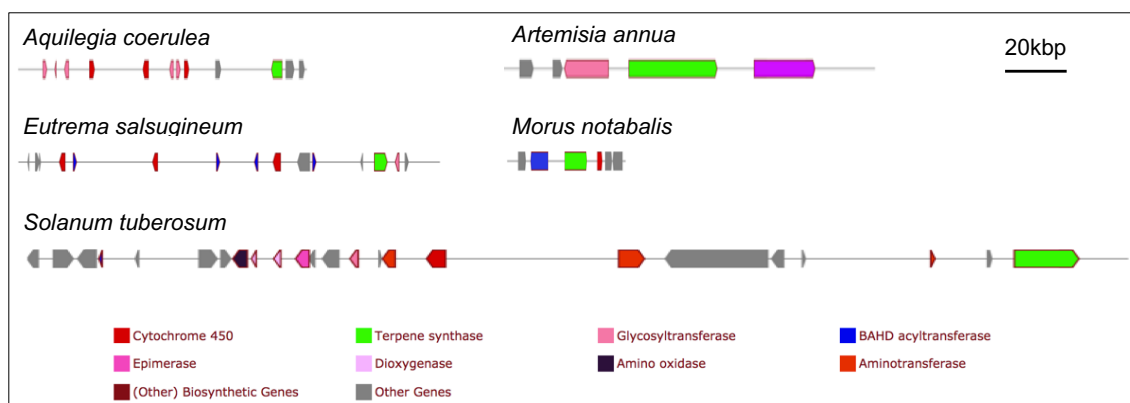 Aquilegia coerulea
Artemisia annua
20kbp
Eutrema salsugineum
Morus notabalis
Solanum tuberosum
Cytochrome 450
Terpene synthase
Glycosyltransferase
BAHD acyltransferase
Epimerase
Dioxygenase
Amino oxidase
Aminotransferase
(Other) Biosynthetic Genes
Other Genes